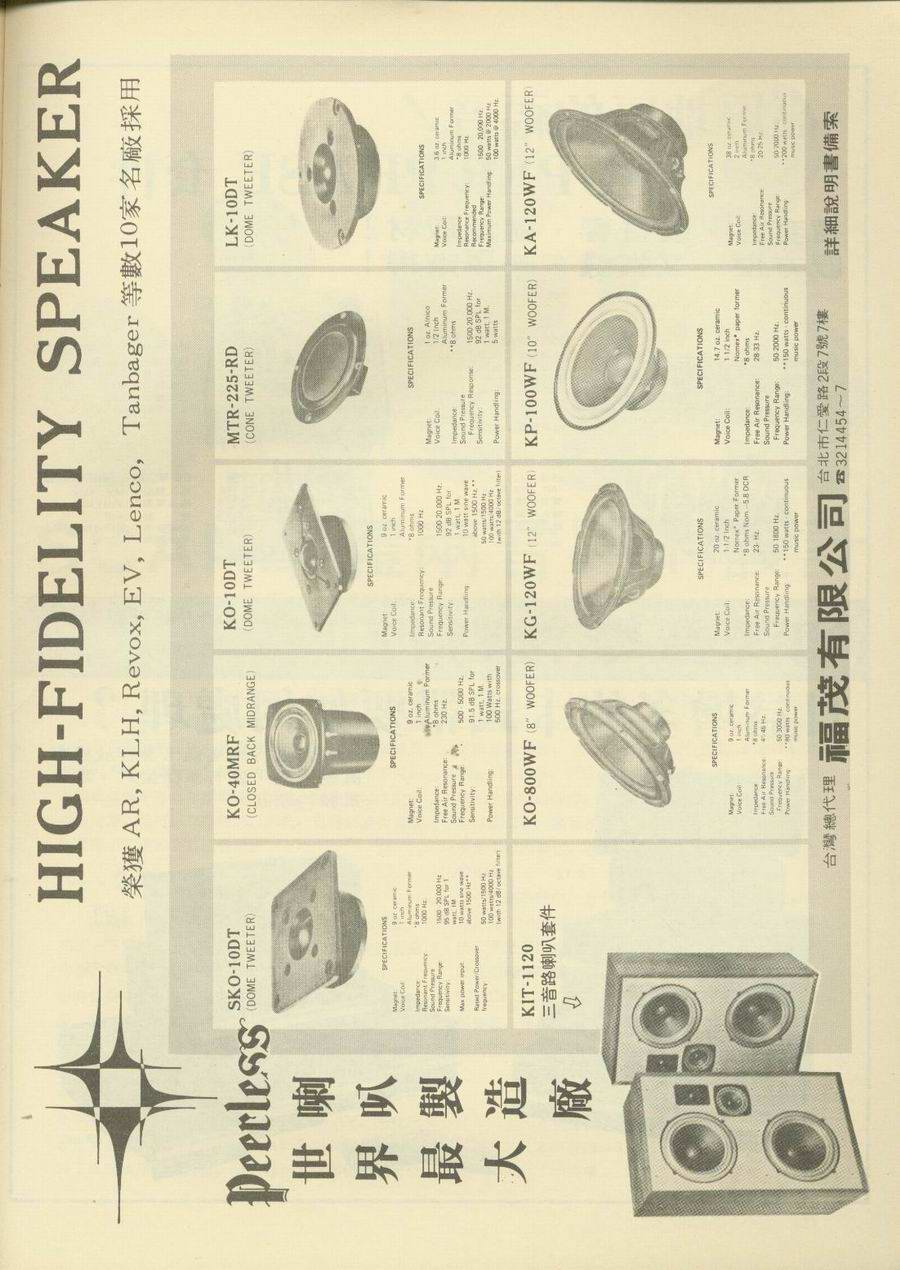 HIGH-FIDELITY SPEAKER
榮獲 AR, KLH, Revox, EV, Lenco, Tanbager 等數10家名廠採用
Peerless
世界最大
喇叭製造廠
SKO-10DT
(DOME TWEETER)
SPECIFICATIONS
Magnet: 9 oz. ceramic
Voice Coil: 1 inch
Aluminum Former
Impedance: *8 ohms
Resonant Frequency: 1000 Hz.
Sound Pressure
Frequency Range: 1500 - 20,000 Hz
Sensitivity: 95 dB SPL for 1
watt, 1M
Max power input: 10 watts sine wave
above 1500 Hz**
Rated Power/Crossover
frequency: 50 watts/1500 Hz
100 watts/4000 Hz
(with 12 dB/octave filter)
KO-40MRF
(CLOSED BACK MIDRANGE)
SPECIFICATIONS
Magnet: 9 oz. ceramic
Voice Coil: 1 inch
Aluminum Former
Impedance: *8 ohms
Free Air Resonance: 230 Hz.
Sound Pressure
Frequency Range: 500 - 5000 Hz.
Sensitivity: 91.5 dB SPL for
1 watt, 1 M.
Power Handling: 100 Watts with
500 Hz. crossover
KO-10DT
(DOME TWEETER)
SPECIFICATIONS
Magnet: 9 oz. ceramic
Voice Coil: 1 inch
Aluminum Former
Impedance: *8 ohms
Resonant Frequency: 1000 Hz
Sound Pressure
Frequency Range: 1500-20,000 Hz.
Sensitivity: 92 dB SPL for
1 watt, 1 M
Power Handling: 10 watt sine wave
above 1500 Hz.**
50 watts/1500 Hz
100 watts/4000 Hz
(with 12 dB/octave filter)
MTR-225-RD
(CONE TWEETER)
SPECIFICATIONS
Magnet: 1 oz. Alnico
Voice Coil: 1/2 Inch
Aluminum Former
Impedance: **8 ohms
Sound Pressure
Frequency Response: 1500-20,000 Hz.
Sensitivity: 92 dB SPL for
1 watt, 1 M.
Power Handling: 5 watts
LK-10DT
(DOME TWEETER)
SPECIFICATIONS
Magnet: 3.6 oz. ceramic
Voice Coil: 1 inch
Aluminum Former
Impedance: *8 ohms
Resonance Frequency: 1000 Hz
Recommended
Frequency Range: 1500 - 20,000 Hz.
Maximum Power Handling: 50 watts @ 2000 Hz.
100 watts @ 4000 Hz.
KIT-1120
三音路喇叭套件
KO-800WF (8" WOOFER)
SPECIFICATIONS
Magnet: 9 oz. ceramic
Voice Coil: 1 inch
Aluminum Former
Impedance: *8 ohms
Free Air Resonance: 41-46 Hz.
Sound Pressure
Frequency Range: 50-3000 Hz.
Power Handling: **80 watts - continuous
music power
KG-120WF (12" WOOFER)
SPECIFICATIONS
Magnet: 20 oz. ceramic
Voice Coil: 1-1/2 Inch
Nomex* Paper Former
Impedance: *8 ohms Nom.-5.8 DCR
Free Air Resonance: 23- Hz.
Sound Pressure
Frequency Range: 50-1800 Hz.
Power Handling: **150 watts - continuous
music power
KP-100WF (10" WOOFER)
SPECIFICATIONS
Magnet: 14.7 oz. ceramic
Voice Coil: 1 1/2 inch
Nomex* paper former
Impedance: *8 ohms
Free Air Resonance: 28-33 Hz.
Sound Pressure
Frequency Range: 50-2000 Hz.
Power Handling: **150 watts - continuous
music power
KA-120WF (12" WOOFER)
SPECIFICATIONS
Magnet: 38 oz. ceramic
Voice Coil: 2 inch
Aluminum Former
Impedance: *8 ohms
Free Air Resonance: 20-25 Hz.
Sound Pressure
Frequency Range: 50-2000 Hz.
Power Handling: **200 watts - continuous
music power
台灣總代理 福茂有限公司 台北市仁愛路2段7號7樓
☎3214454~7
詳細說明書備索